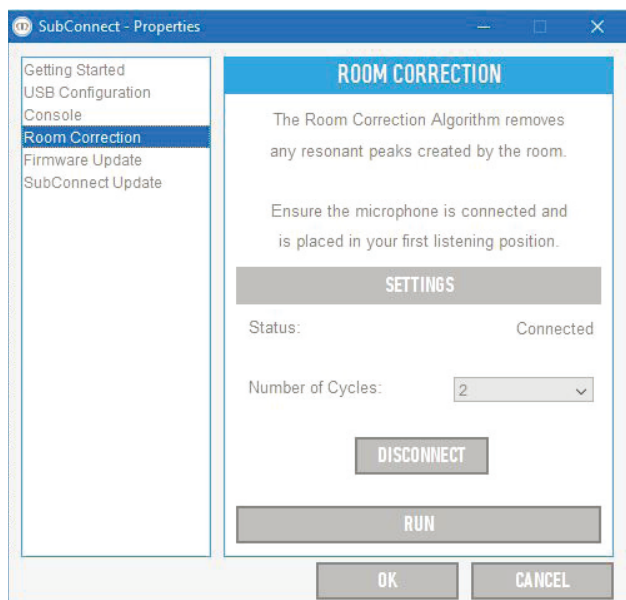 SubConnect - Properties
Getting Started
USB Configuration
Console
Room Correction
Firmware Update
SubConnect Update
ROOM CORRECTION
The Room Correction Algorithm removes
any resonant peaks created by the room.
Ensure the microphone is connected and
is placed in your first listening position.
SETTINGS
Status: Connected
Number of Cycles: 2
DISCONNECT
RUN
OK CANCEL